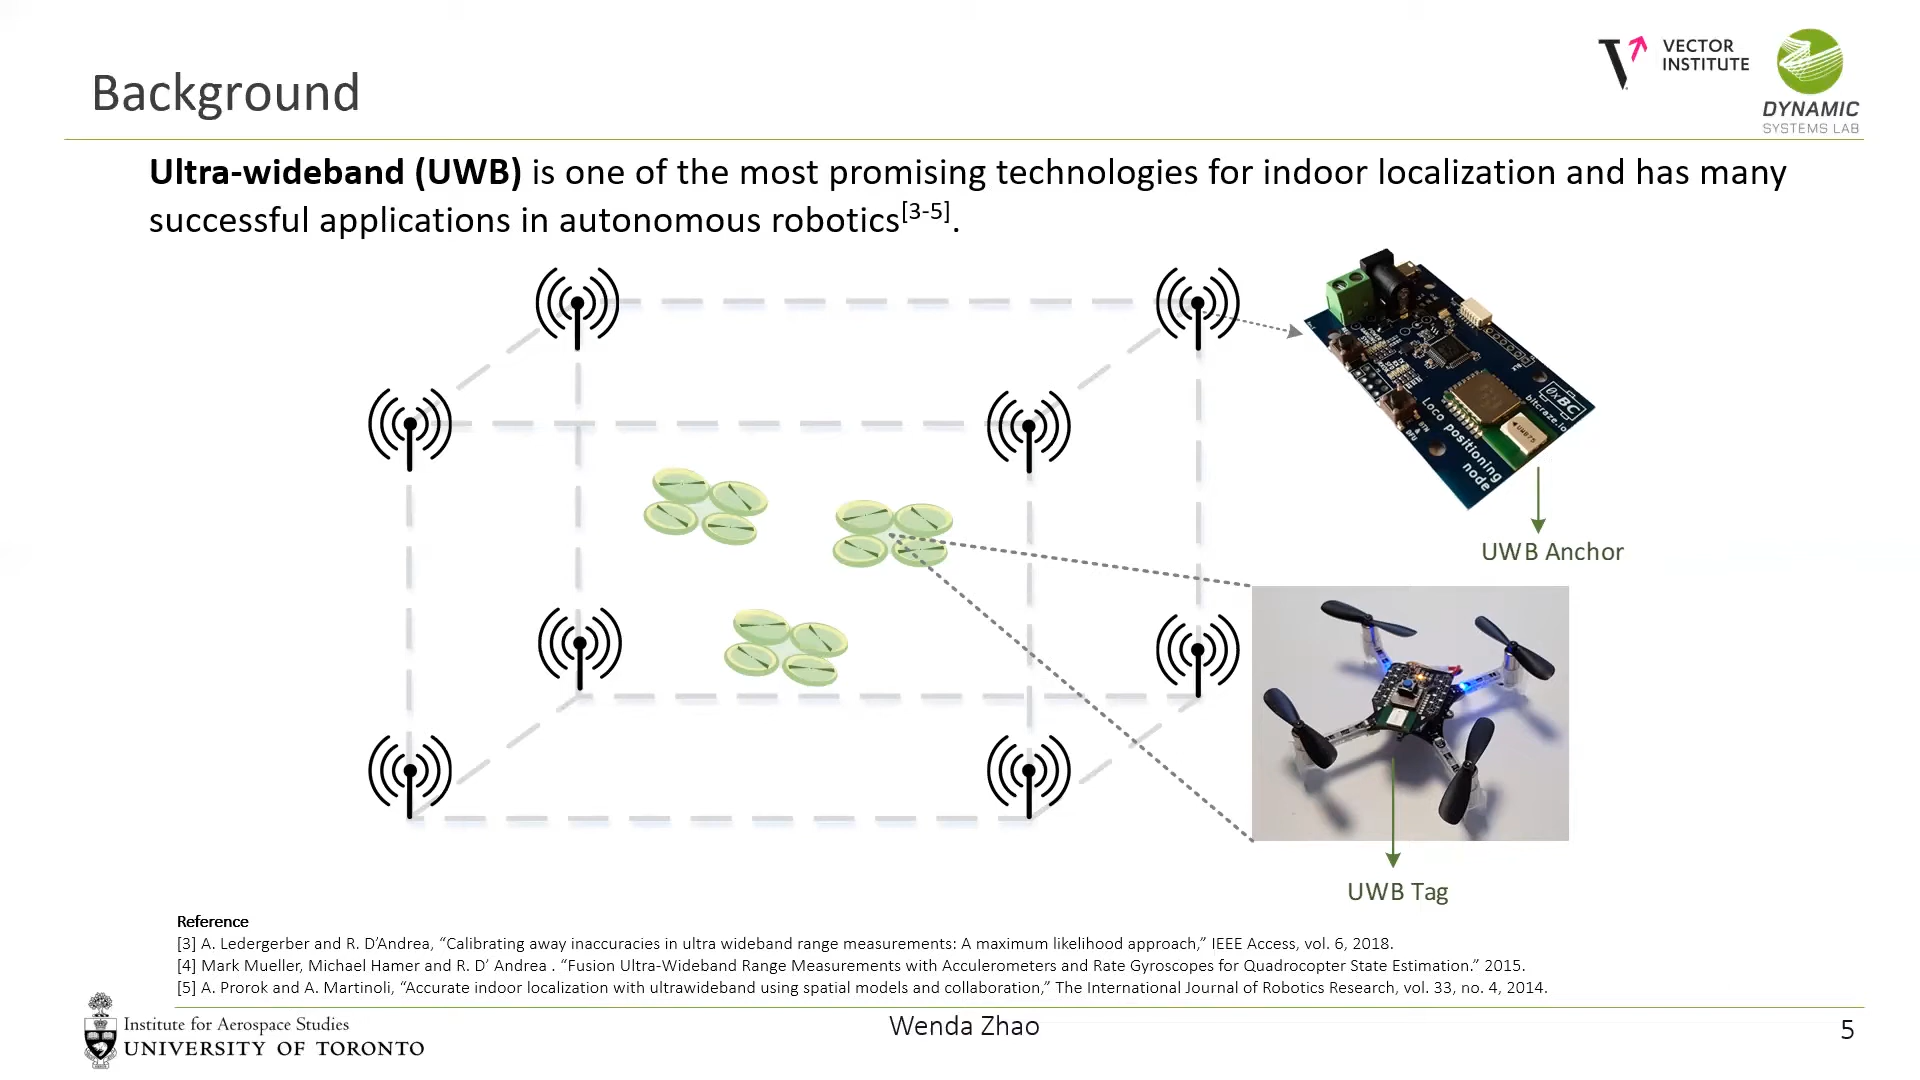 Background
VECTOR
INSTITUTE
DYNAMIC
SYSTEMS LAB
Ultra-wideband (UWB) is one of the most promising technologies for indoor localization and has many
successful applications in autonomous robotics[3-5].
Loco
positioning
node
bitcraze.io
0xBC
UWB Anchor
UWB Tag
Reference
[3] A. Ledergerber and R. D’Andrea, “Calibrating away inaccuracies in ultra wideband range measurements: A maximum likelihood approach,” IEEE Access, vol. 6, 2018.
[4] Mark Mueller, Michael Hamer and R. D’ Andrea . “Fusion Ultra-Wideband Range Measurements with Acculerometers and Rate Gyroscopes for Quadrocopter State Estimation.” 2015.
[5] A. Prorok and A. Martinoli, “Accurate indoor localization with ultrawideband using spatial models and collaboration,” The International Journal of Robotics Research, vol. 33, no. 4, 2014.
Institute for Aerospace Studies
UNIVERSITY OF TORONTO
Wenda Zhao
5